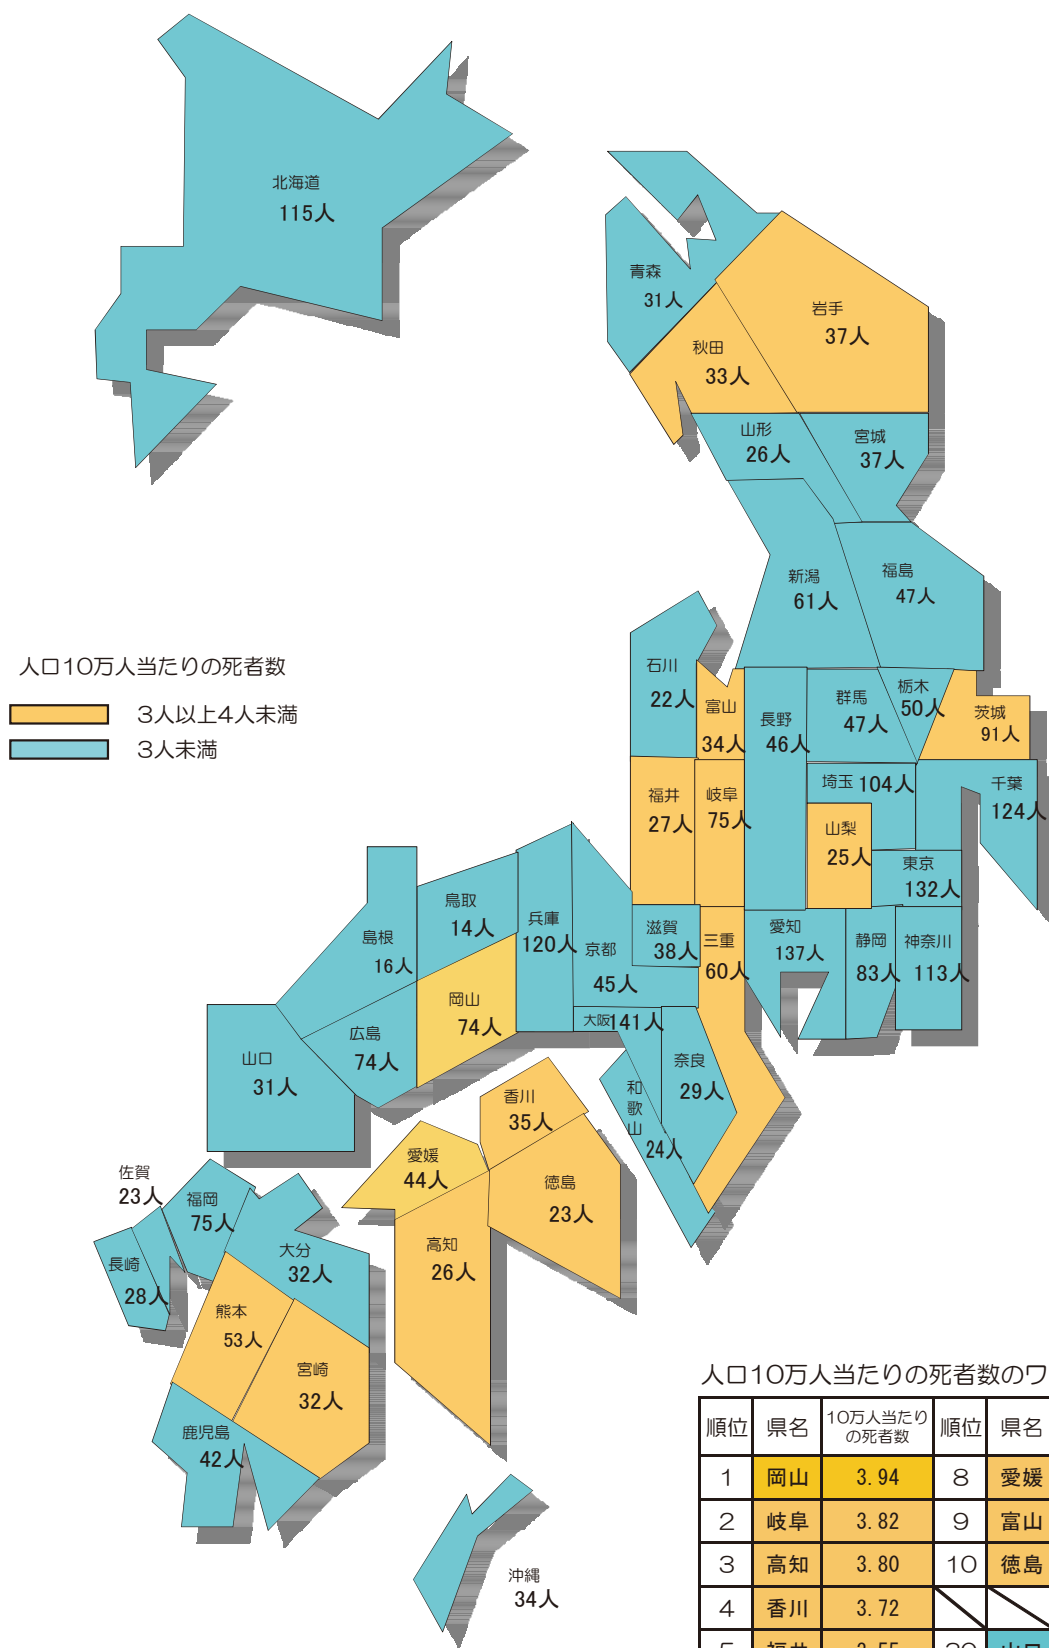 北海道
115人
青森
31人
岩手
37人
秋田
33人
山形
26人
宮城
37人
新潟
61人
福島
47人
人口10万人当たりの死者数
3人以上4人未満
3人未満
石川
22人
富山
34人
長野
46人
群馬
47人
栃木
50人
茨城
91人
福井
27人
岐阜
75人
埼玉 104人
山梨
25人
千葉
124人
東京
132人
鳥取
14人
島根
16人
兵庫
120人
京都
45人
滋賀
38人
三重
60人
愛知
137人
静岡
83人
神奈川
113人
岡山
74人
広島
74人
大阪141人
山口
31人
奈良
29人
和歌山
24人
香川
35人
愛媛
44人
徳島
23人
高知
26人
佐賀
23人
福岡
75人
長崎
28人
大分
32人
熊本
53人
宮崎
32人
鹿児島
42人
沖縄
34人
人口10万人当たりの死者数のワ
順位 県名 10万人当たりの死者数 順位 県名
1 岡山 3.94 8 愛媛
2 岐阜 3.82 9 富山
3 高知 3.80 10 徳島
4 香川 3.72